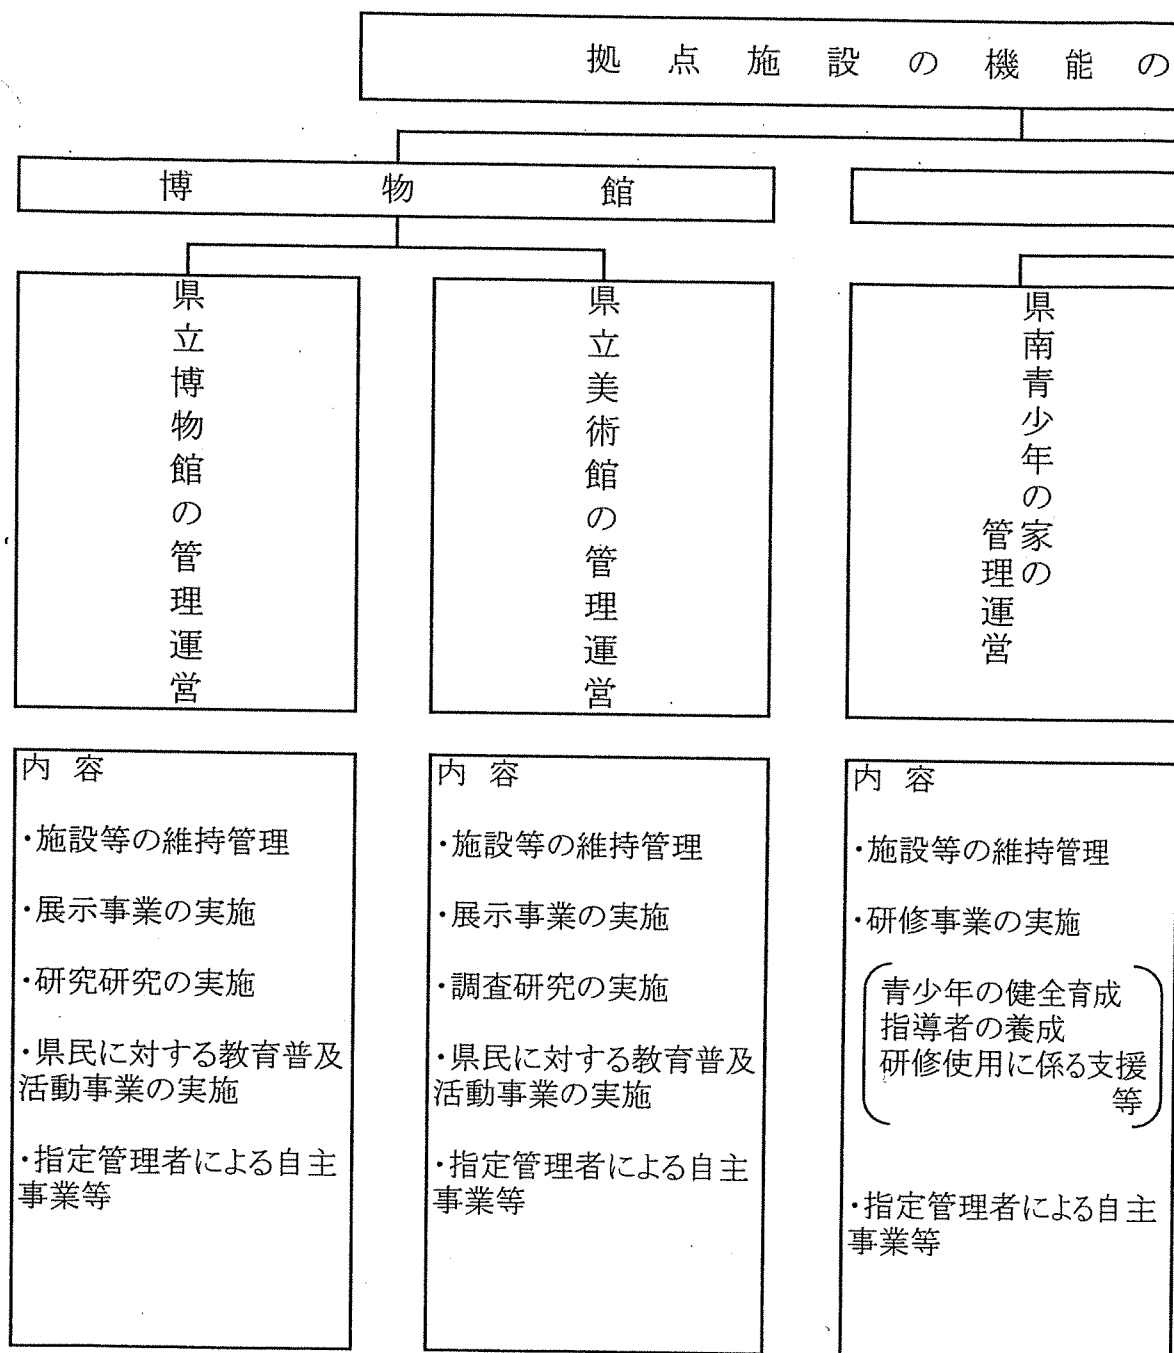 拠点施設の機能の
博物館
県立博物館の管理運営
県立美術館の管理運営
県南青少年の家の
管理運営
内容
・施設等の維持管理
・展示事業の実施
・研究研究の実施
・県民に対する教育普及
活動事業の実施
・指定管理者による自主
事業等
内容
・施設等の維持管理
・展示事業の実施
・調査研究の実施
・県民に対する教育普及
活動事業の実施
・指定管理者による自主
事業等
内容
・施設等の維持管理
・研修事業の実施
青少年の健全育成
指導者の養成
研修使用に係る支援
等
・指定管理者による自主
事業等